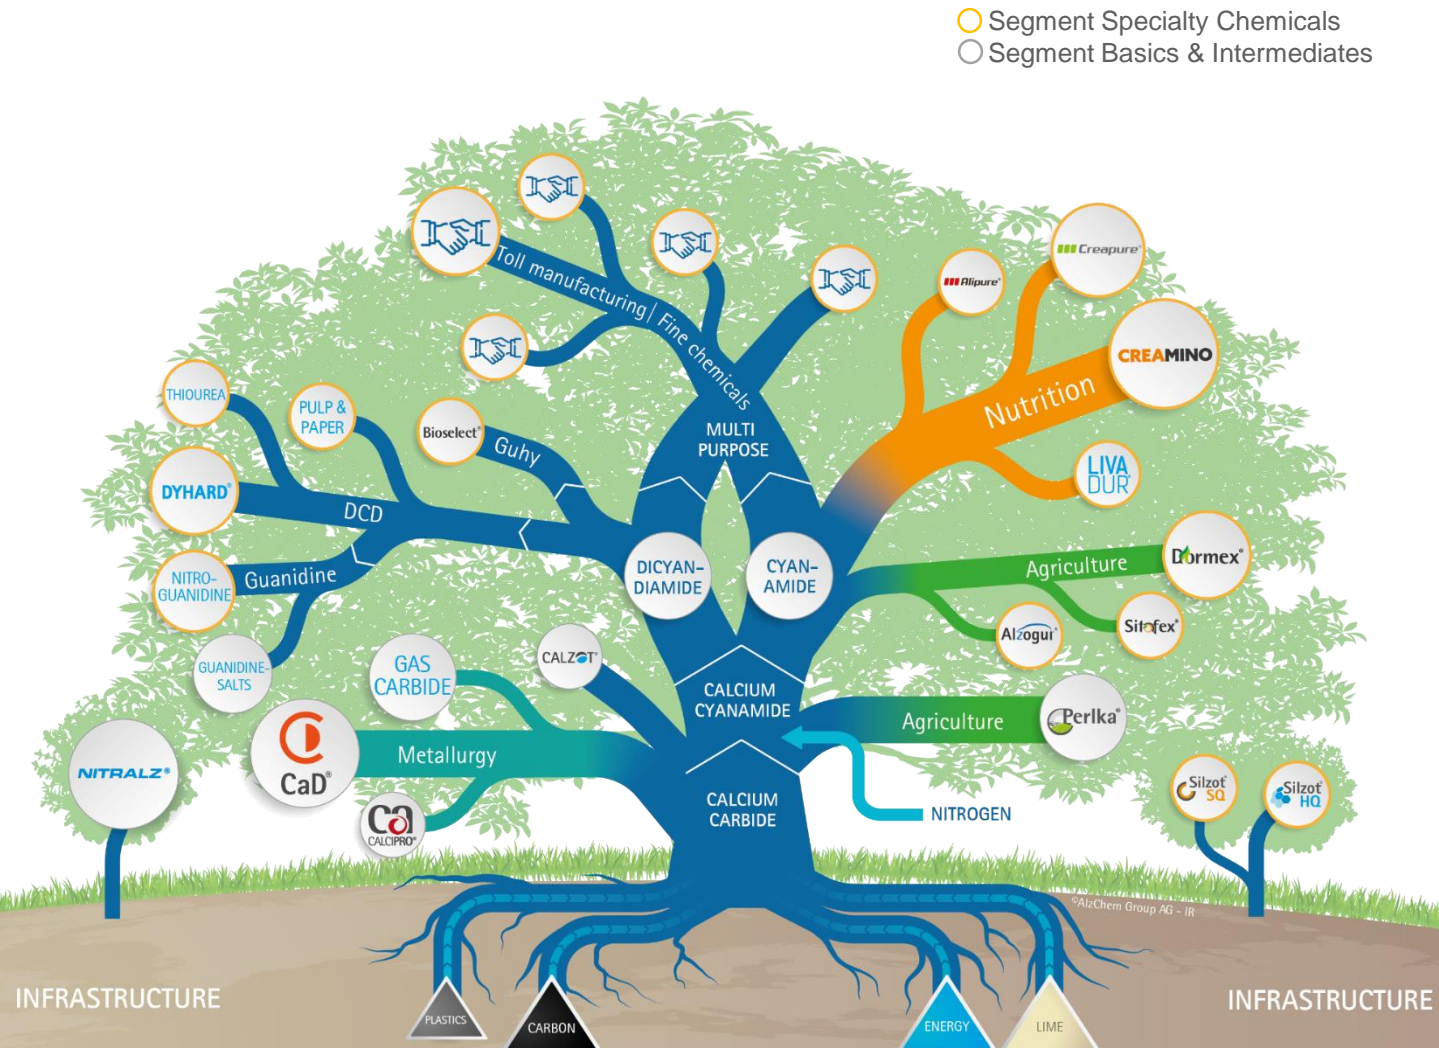 Segment Specialty Chemicals
Segment Basics & Intermediates
Toll manufacturing / Fine chemicals
Alipure®
Creapure®
CREAMINO
Nutrition
LIVA
DUR®
THIOUREA
PULP &
PAPER
Bioselect®
Guhy
MULTI
PURPOSE
DYHARD®
DCD
NITRO-
GUANIDINE
Guanidine
DICYAN-
DIAMIDE
CYAN-
AMIDE
Agriculture
Dormex®
Alzogur®
Sitofex®
GUANIDINE-
SALTS
GAS
CARBIDE
CALZOT®
CALCIUM
CYANAMIDE
Agriculture
Perlka®
NITRALZ®
CaD®
Metallurgy
Ca
CALCIPRO®
CALCIUM
CARBIDE
NITROGEN
Silzot®
SQ
Silzot®
HQ
©AlzChem Group AG - IR
INFRASTRUCTURE
PLASTICS
CARBON
ENERGY
LIME
INFRASTRUCTURE